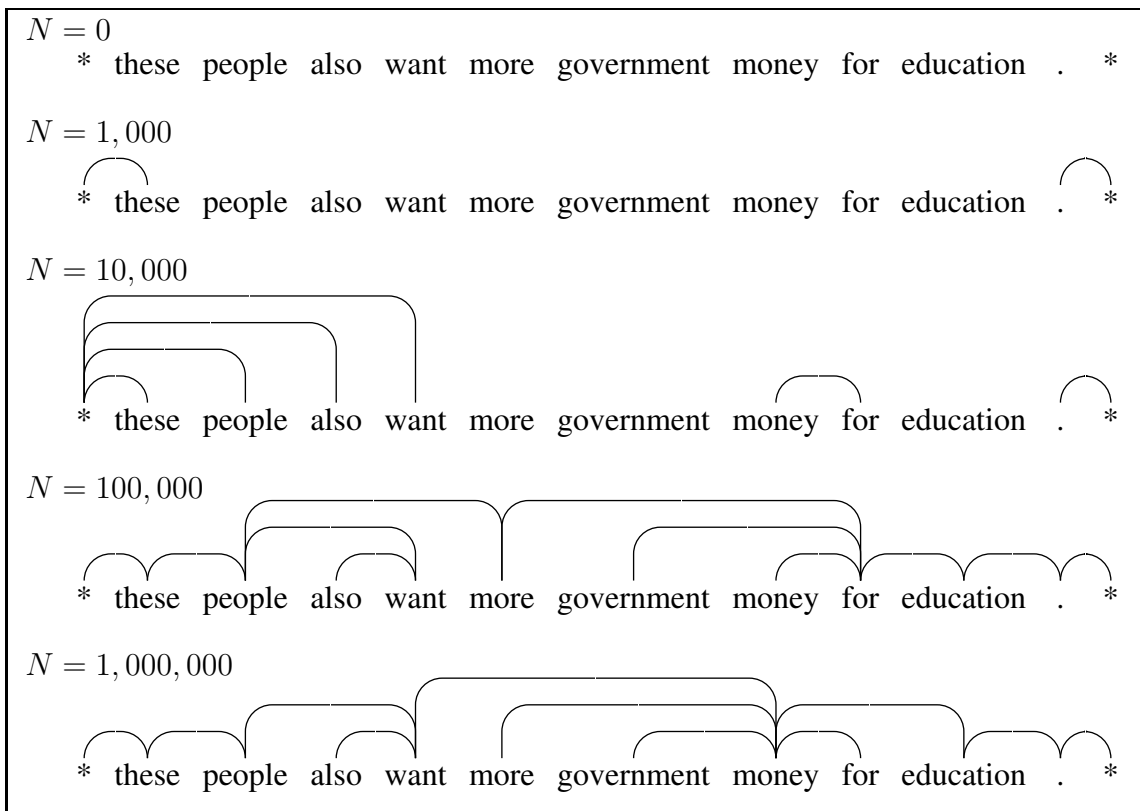 N = 0
* these people also want more government money for education . *
N = 1, 000
* these people also want more government money for education . *
N = 10, 000
* these people also want more government money for education . *
N = 100, 000
* these people also want more government money for education . *
N = 1, 000, 000
* these people also want more government money for education . *